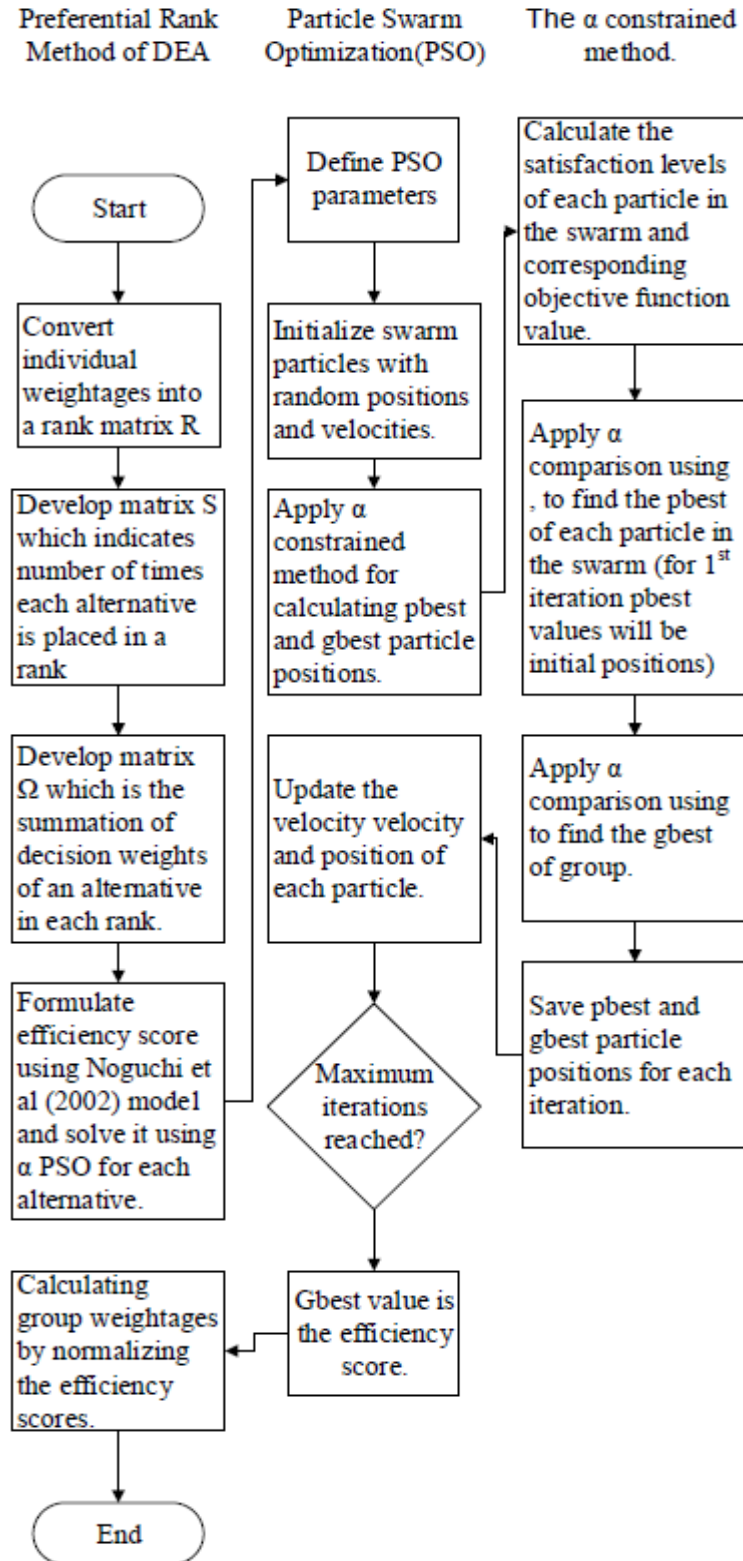 Preferential Rank
Method of DEA
Particle Swarm
Optimization(PSO)
The α constrained
method.
Start
Convert
individual
weightages into
a rank matrix R
Develop matrix S
which indicates
number of times
each alternative
is placed in a
rank
Develop matrix
Ω which is the
summation of
decision weights
of an alternative
in each rank.
Formulate
efficiency score
using Noguchi et
al (2002) model
and solve it using
α PSO for each
alternative.
Define PSO
parameters
Initialize swarm
particles with
random positions
and velocities.
Apply α
constrained
method for
calculating pbest
and gbest particle
positions.
Calculate the
satisfaction levels
of each particle in
the swarm and
corresponding
objective function
value.
Apply α
comparison using
, to find the pbest
of each particle in
the swarm (for 1st
iteration pbest
values will be
initial positions)
Apply α
comparison using
to find the gbest
of group.
Save pbest and
gbest particle
positions for each
iteration.
Update the
velocity velocity
and position of
each particle.
Maximum
iterations
reached?
Gbest value is
the efficiency
score.
Calculating
group weightages
by normalizing
the efficiency
scores.
End